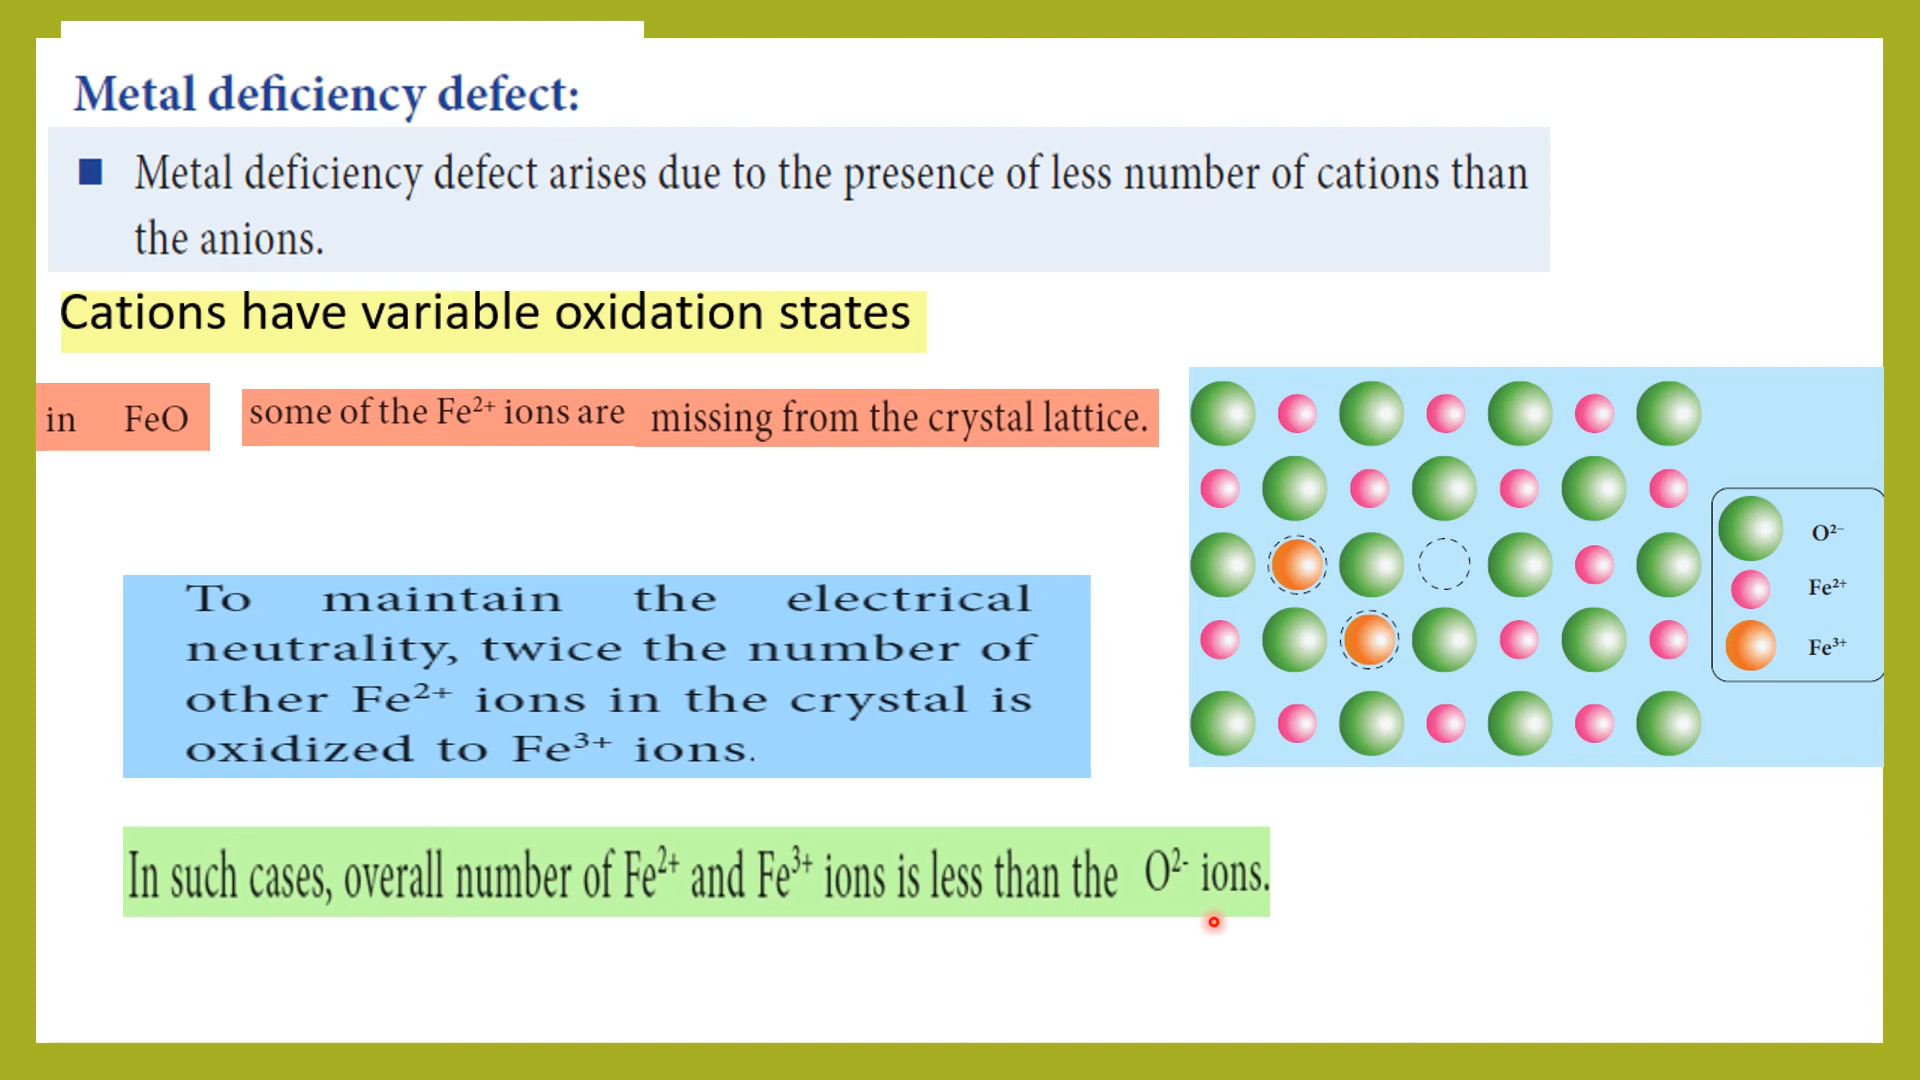 Metal deficiency defect:
■ Metal deficiency defect arises due to the presence of less number of cations than
the anions.
Cations have variable oxidation states
in FeO some of the Fe²⁺ ions are missing from the crystal lattice.
To maintain the electrical
neutrality, twice the number of
other Fe²⁺ ions in the crystal is
oxidized to Fe³⁺ ions.
O²⁻
Fe²⁺
Fe³⁺
In such cases, overall number of Fe²⁺ and Fe³⁺ ions is less than the O²⁻ ions.